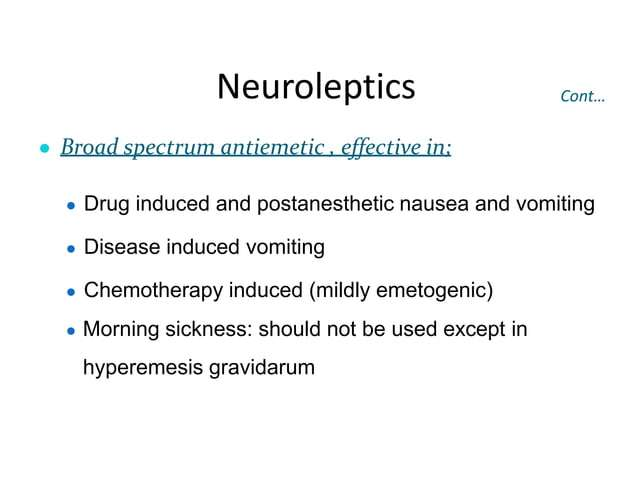 Neuroleptics
Cont...
• Broad spectrum antiemetic , effective in;
• Drug induced and postanesthetic nausea and vomiting
• Disease induced vomiting
• Chemotherapy induced (mildly emetogenic)
• Morning sickness: should not be used except in
hyperemesis gravidarum